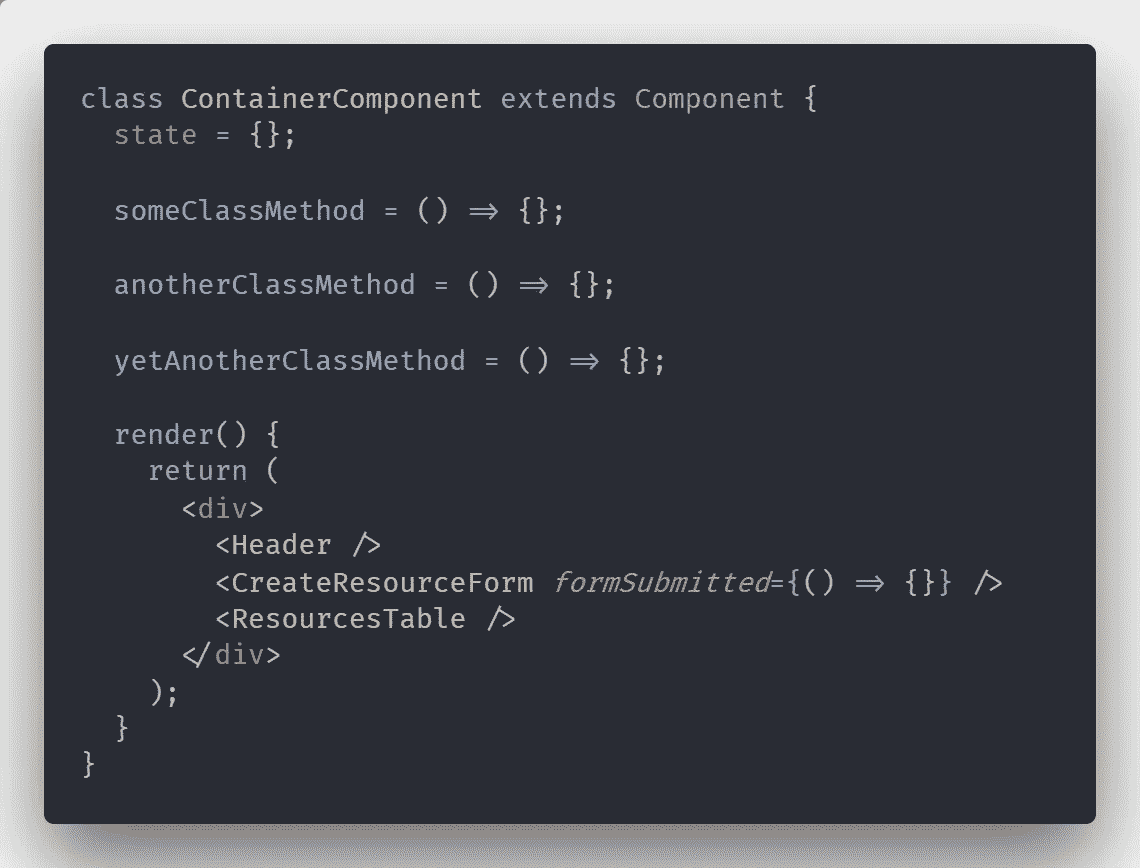 class ContainerComponent extends Component {
  state = {};

  someClassMethod = () => {};

  anotherClassMethod = () => {};

  yetAnotherClassMethod = () => {};

  render() {
    return (
      <div>
        <Header />
        <CreateResourceForm formSubmitted={() => {}} />
        <ResourcesTable />
      </div>
    );
  }
}